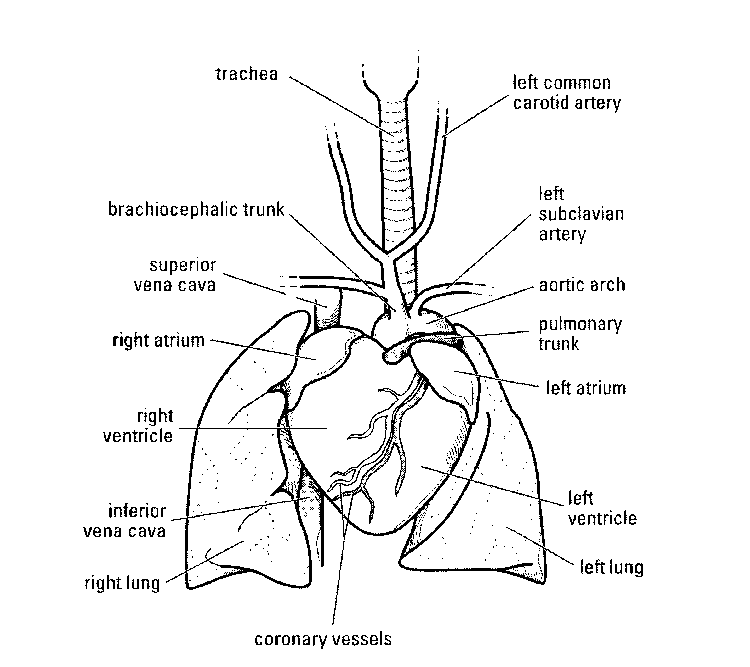 trachea
left common
carotid artery
brachiocephalic trunk
left
subclavian
artery
superior
vena cava
aortic arch
right atrium
pulmonary
trunk
left atrium
right
ventricle
inferior
vena cava
left
ventricle
right lung
left lung
coronary vessels